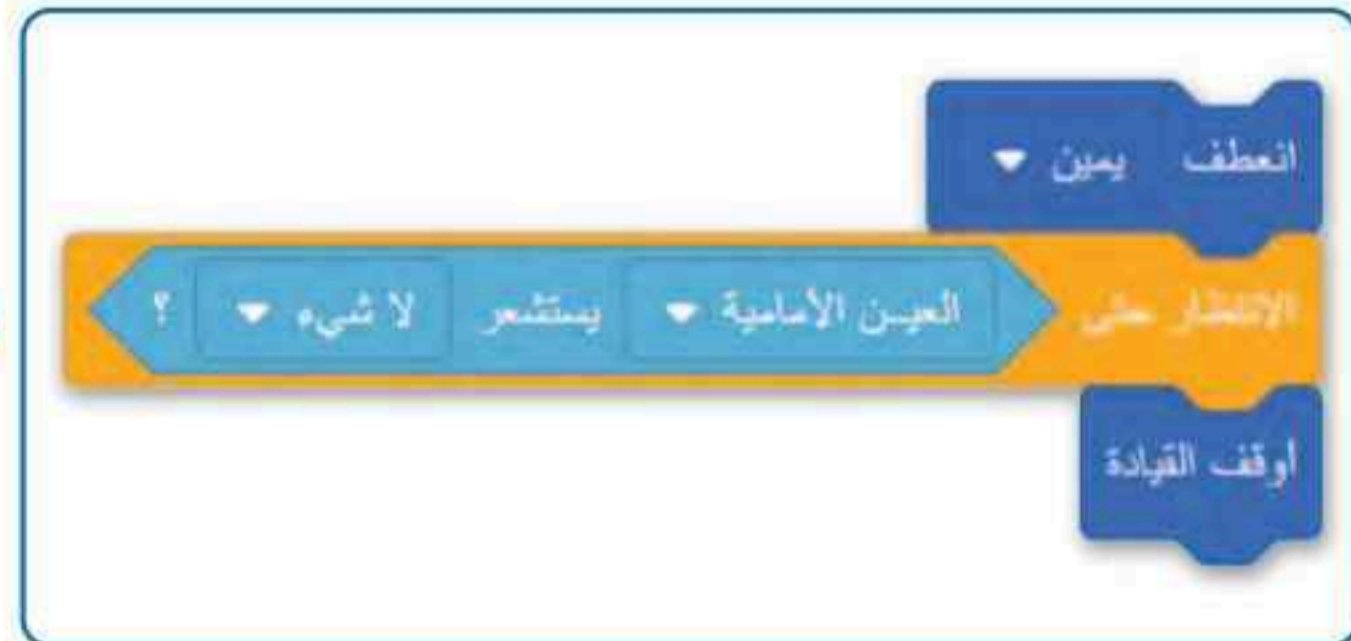 انعطف يمين
الانتظار حتى العين الأمامية يستشعر لا شيء ؟
أوقف القيادة